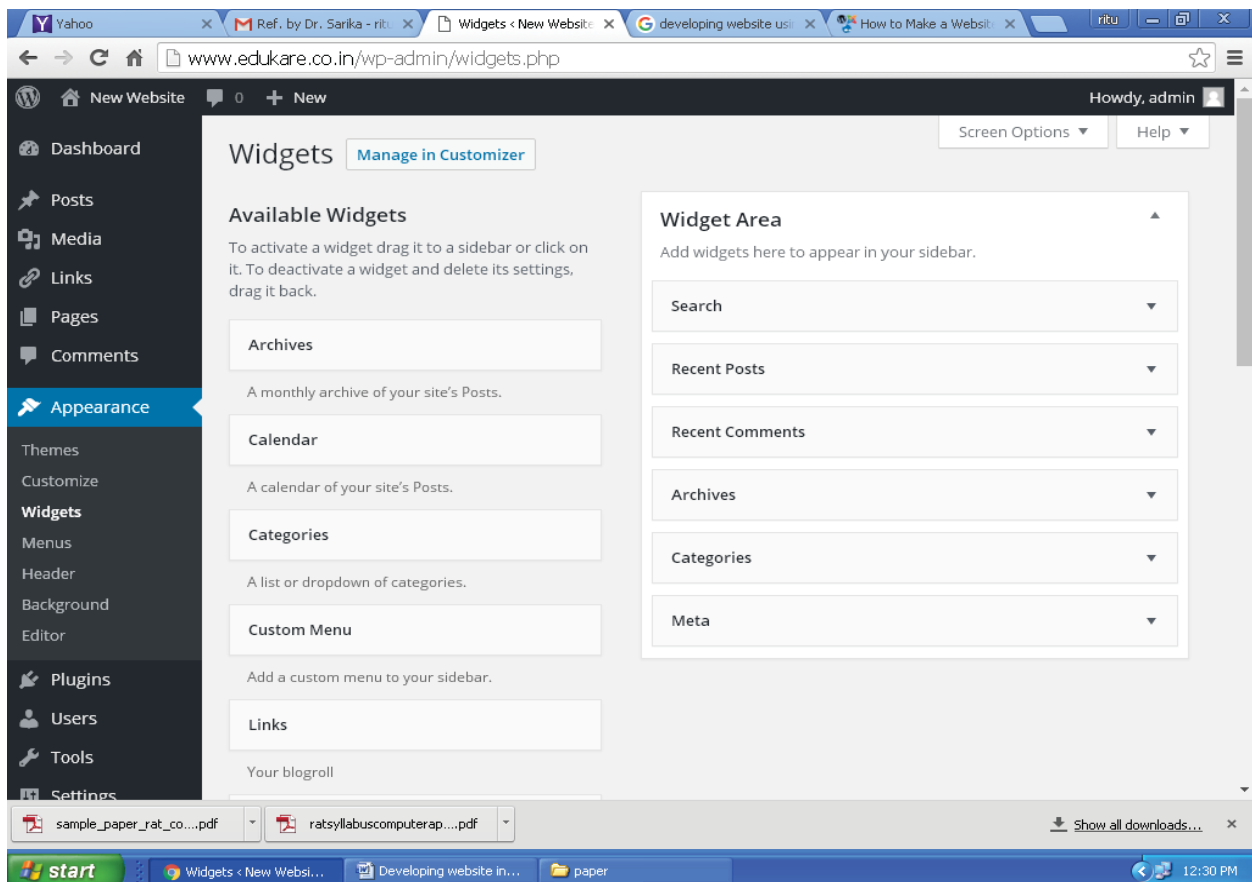 Yahoo
Ref. by Dr. Sarika - ritu
Widgets < New Website
developing website usi
How to Make a Websit
ritu
www.edukare.co.in/wp-admin/widgets.php
New Website 0 + New
Howdy, admin
Screen Options
Help
Dashboard
Posts
Media
Links
Pages
Comments
Appearance
Themes
Customize
Widgets
Menus
Header
Background
Editor
Plugins
Users
Tools
Settings
Widgets
Manage in Customizer
Available Widgets
To activate a widget drag it to a sidebar or click on
it. To deactivate a widget and delete its settings,
drag it back.
Archives
A monthly archive of your site's Posts.
Calendar
A calendar of your site's Posts.
Categories
A list or dropdown of categories.
Custom Menu
Add a custom menu to your sidebar.
Links
Your blogroll
Widget Area
Add widgets here to appear in your sidebar.
Search
Recent Posts
Recent Comments
Archives
Categories
Meta
sample_paper_rat_co....pdf
ratsyllabuscomputerap....pdf
Show all downloads...
start
Widgets < New Websi...
Developing website in...
paper
12:30 PM